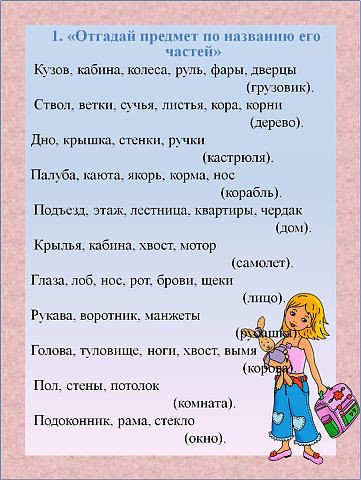 1. «Отгадай предмет по названию его
частей»
Кузов, кабина, колеса, руль, фары, дверцы
(грузовик).
Ствол, ветки, сучья, листья, кора, корни
(дерево).
Дно, крышка, стенки, ручки
(кастрюля).
Палуба, каюта, якорь, корма, нос
(корабль).
Подъезд, этаж, лестница, квартиры, чердак
(дом).
Крылья, кабина, хвост, мотор
(самолет).
Глаза, лоб, нос, рот, брови, щеки
(лицо).
Рукава, воротник, манжеты
(рубашка).
Голова, туловище, ноги, хвост, вымя
(корова).
Пол, стены, потолок
(комната).
Подоконник, рама, стекло
(окно).